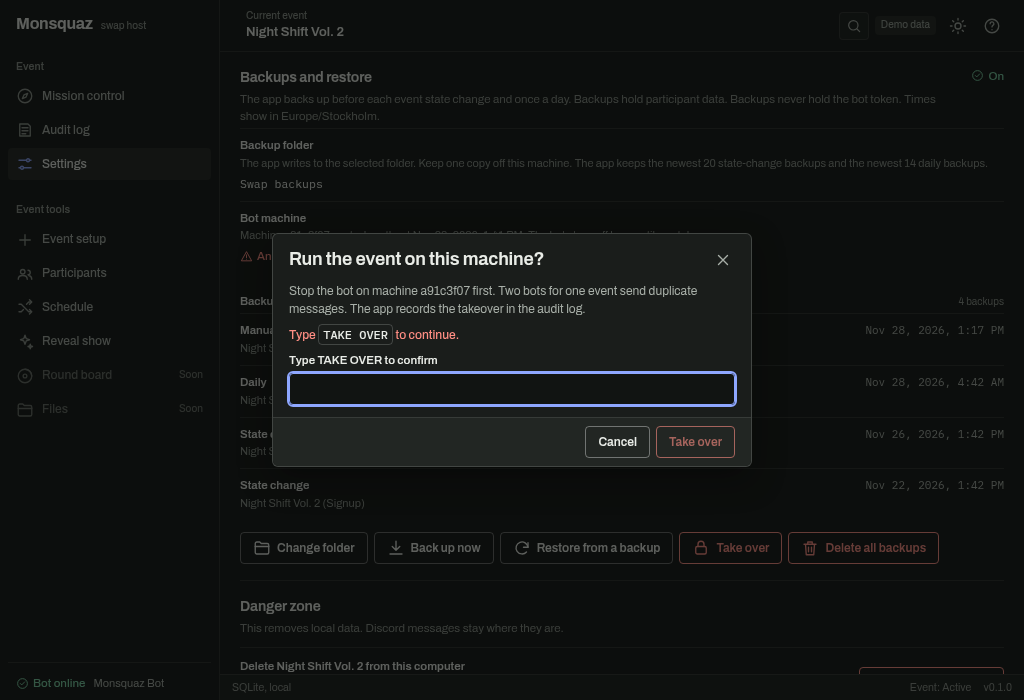 Monsquaz swap host
Event
Mission control
Audit log
Settings
Event tools
Event setup
Participants
Schedule
Reveal show
Round board Soon
Files Soon
Bot online Monsquaz Bot
Current event
Night Shift Vol. 2
Demo data
Backups and restore
On
The app backs up before each event state change and once a day. Backups hold participant data. Backups never hold the bot token. Times
show in Europe/Stockholm.
Backup folder
The app writes to the selected folder. Keep one copy off this machine. The app keeps the newest 20 state-change backups and the newest 14 daily backups.
Swap backups
Bot machine
Run the event on this machine?
Stop the bot on machine a91c3f07 first. Two bots for one event send duplicate
messages. The app records the takeover in the audit log.
Type TAKE OVER to continue.
Type TAKE OVER to confirm
Cancel
Take over
4 backups
Nov 28, 2026, 1:17 PM
Daily
Nov 28, 2026, 4:42 AM
Nov 26, 2026, 1:42 PM
State change
Nov 22, 2026, 1:42 PM
Night Shift Vol. 2 (Signup)
Change folder
Back up now
Restore from a backup
Take over
Delete all backups
Danger zone
This removes local data. Discord messages stay where they are.
Delete Night Shift Vol. 2 from this computer
SQLite, local
Event: Active v0.1.0